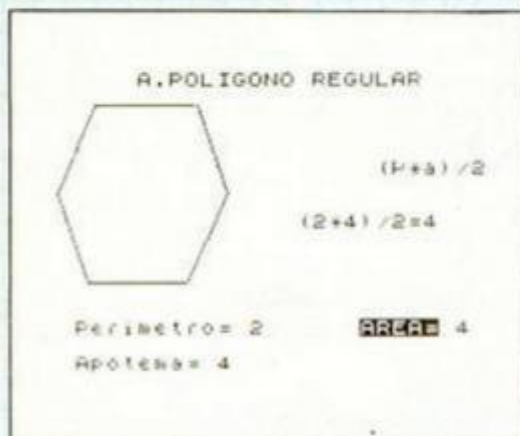 A.POLIGONO REGULAR
(P*a)/2
(2*4)/2=4
Perimetro= 2 AREA= 4
Apotema= 4